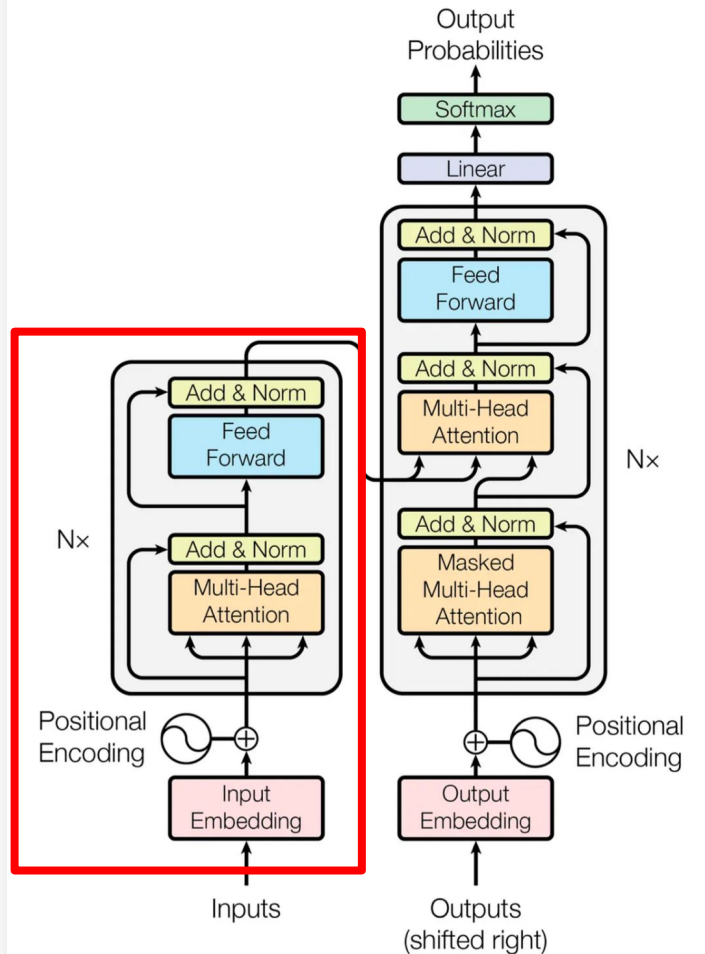 Output
Probabilities
Softmax
Linear
Add & Norm
Feed
Forward
Add & Norm
Multi-Head
Attention
Nx
Add & Norm
Masked
Multi-Head
Attention
Positional
Encoding
Output
Embedding
Outputs
(shifted right)
Add & Norm
Feed
Forward
Nx
Add & Norm
Multi-Head
Attention
Positional
Encoding
Input
Embedding
Inputs